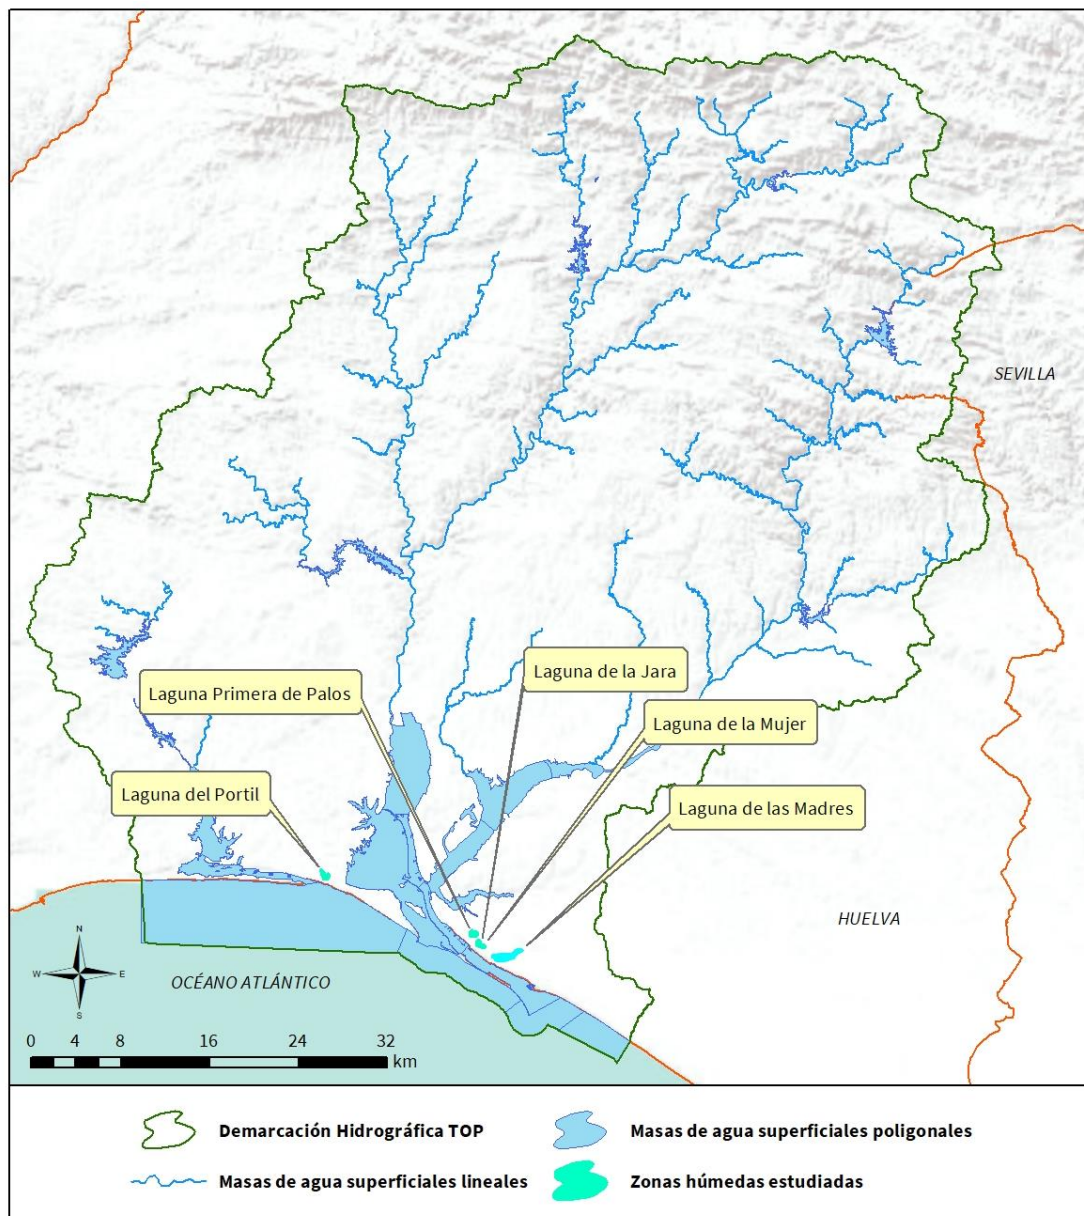 SEVILLA
Laguna de la Jara
Laguna Primera de Palos
Laguna de la Mujer
Laguna del Portil
Laguna de las Madres
HUELVA
N
W
E
S
OCÉANO ATLÁNTICO
0 2 4 8 16 24 32
km
Demarcación Hidrográfica TOP
Masas de agua superficiales poligonales
Masas de agua superficiales lineales
Zonas húmedas estudiadas